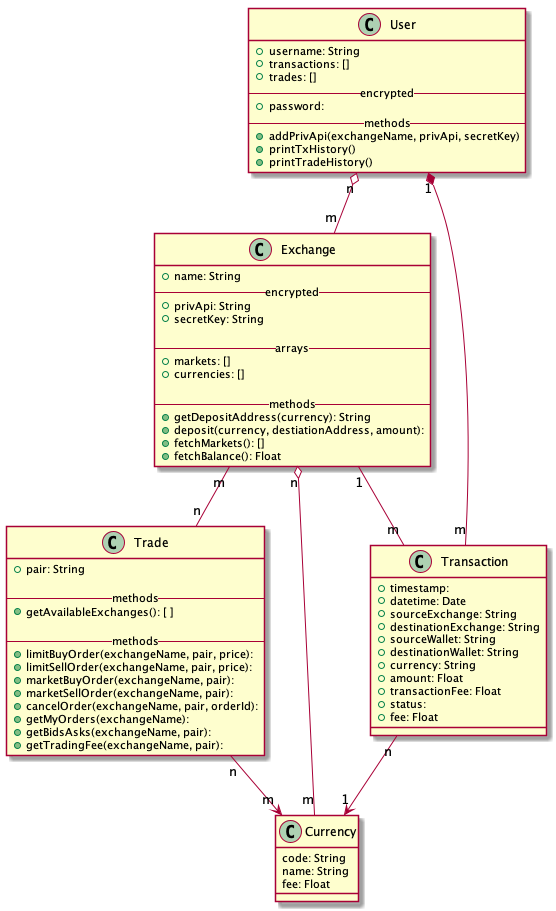 C User
username: String
transactions: []
trades: []
encrypted
password:
methods
addPrivApi(exchangeName, privApi, secretKey)
printTxHistory()
printTradeHistory()
n
1
m
C Exchange
name: String
encrypted
privApi: String
secretKey: String
arrays
markets: []
currencies: []
methods
getDepositAddress(currency): String
deposit(currency, destiationAddress, amount):
fetchMarkets(): []
fetchBalance(): Float
m
n
1
n
m
m
C Trade
pair: String
methods
getAvailableExchanges(): [ ]
methods
limitBuyOrder(exchangeName, pair, price):
limitSellOrder(exchangeName, pair, price):
marketBuyOrder(exchangeName, pair):
marketSellOrder(exchangeName, pair):
cancelOrder(exchangeName, pair, orderId):
getMyOrders(exchangeName):
getBidsAsks(exchangeName, pair):
getTradingFee(exchangeName, pair):
C Transaction
timestamp:
datetime: Date
sourceExchange: String
destinationExchange: String
sourceWallet: String
destinationWallet: String
currency: String
amount: Float
transactionFee: Float
status:
fee: Float
n
n
m
m
1
C Currency
code: String
name: String
fee: Float